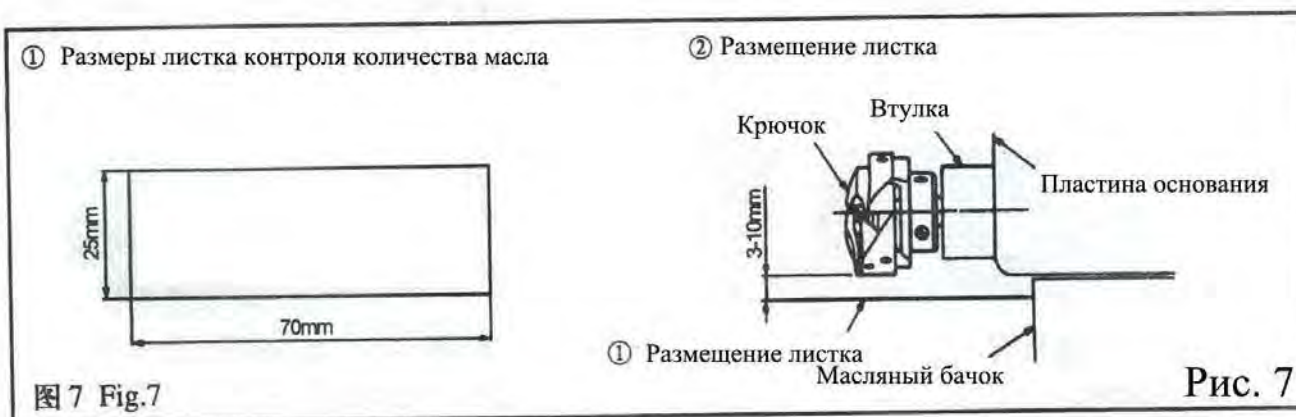 ① Размеры листка контроля количества масла
② Размещение листка
Крючок
Втулка
Пластина основания
25mm
70mm
3-10mm
① Размещение листка
Масляный бачок
图 7 Fig.7
Рис. 7